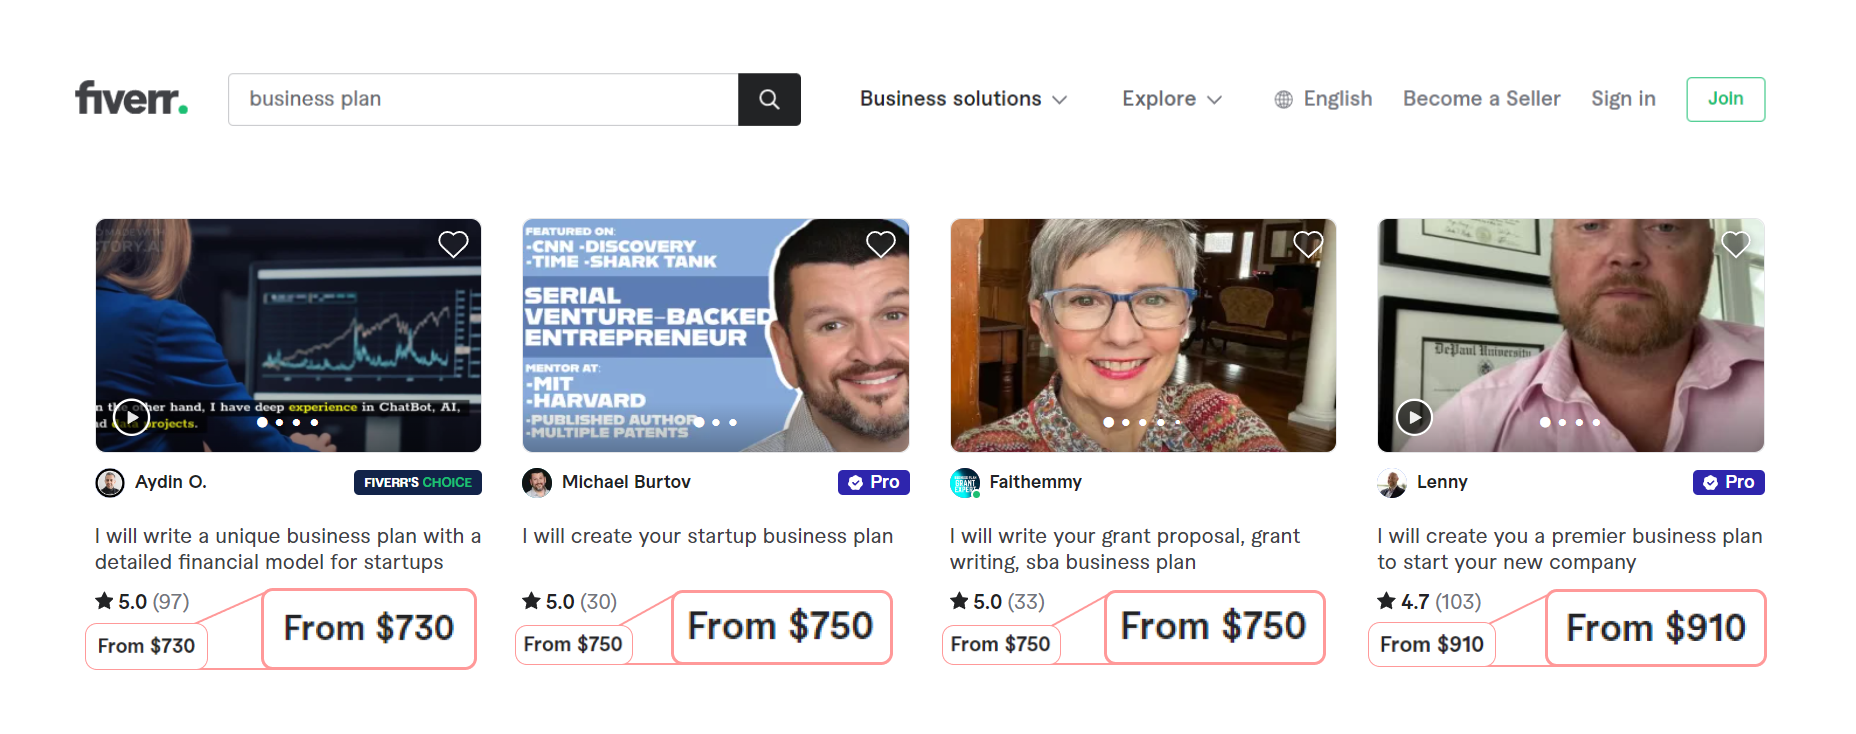 fiverr.
business plan
Business solutions
Explore
English
Become a Seller
Sign in
Join
n the other hand, I have deep experience in ChatBot, AI,
nd data projects.
Aydin O.
FIVERR'S CHOICE
I will write a unique business plan with a
detailed financial model for startups
5.0 (97)
From $730
From $730
FEATURED ON:
-CNN -DISCOVERY
-TIME -SHARK TANK
SERIAL
VENTURE-BACKED
ENTREPRENEUR
MENTOR AT:
-MIT
-HARVARD
-PUBLISHED AUTHOR
-MULTIPLE PATENTS
Michael Burtov
Pro
I will create your startup business plan
5.0 (30)
From $750
From $750
GRANT
Faithemmy
I will write your grant proposal, grant
writing, sba business plan
5.0 (33)
From $750
From $750
DePaul University
Lenny
Pro
I will create you a premier business plan
to start your new company
4.7 (103)
From $910
From $910